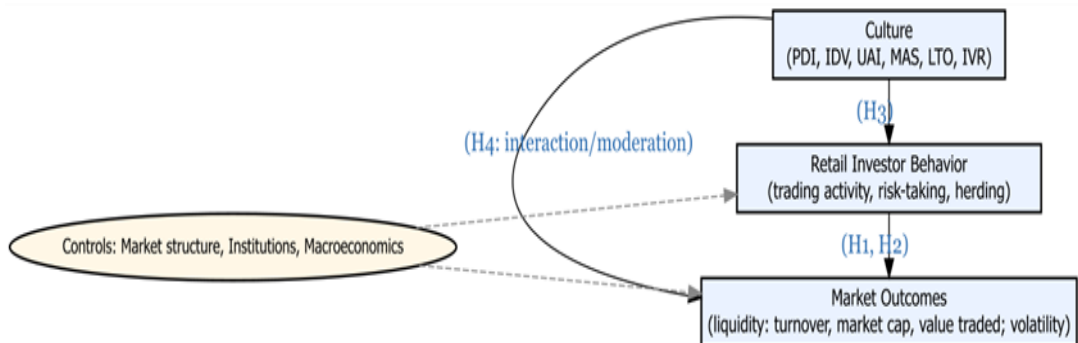 Culture
(PDI, IDV, UAI, MAS, LTO, IVR)
(H3)
(H4: interaction/moderation)
Retail Investor Behavior
(trading activity, risk-taking, herding)
Controls: Market structure, Institutions, Macroeconomics
(H1, H2)
Market Outcomes
(liquidity: turnover, market cap, value traded; volatility)